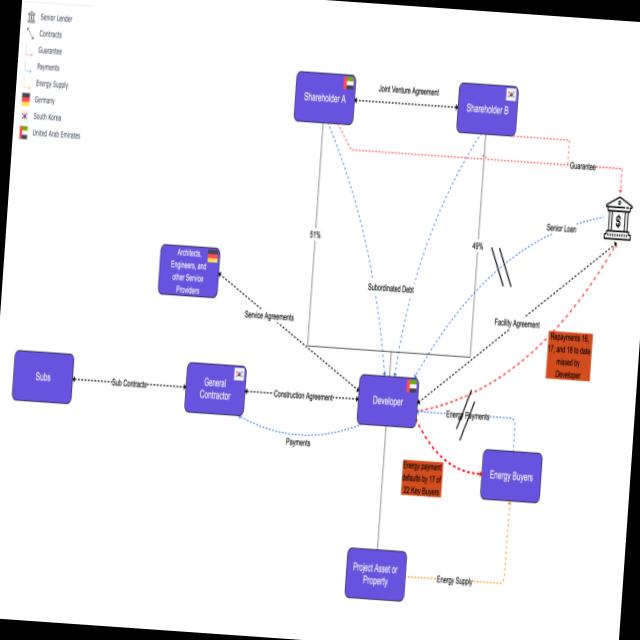 Senior Lender
Contracts
Guarantee
Payments
Energy Supply
Germany
South Korea
United Arab Emirates
Shareholder A
Joint Venture Agreement
Shareholder B
Guarantee
$
51%
49%
Senior Loan
Architects,
Engineers, and
other Service
Providers
Subordinated Debt
Service Agreements
Facility Agreement
Repayments 16,
17, and 18 to date
missed by
Developer
Subs
Sub Contracts
General
Contractor
Construction Agreement
Developer
Energy Payments
Payments
Energy payment
defaults by 17 of
22 Key Buyers
Energy Buyers
Project Asset or
Property
Energy Supply